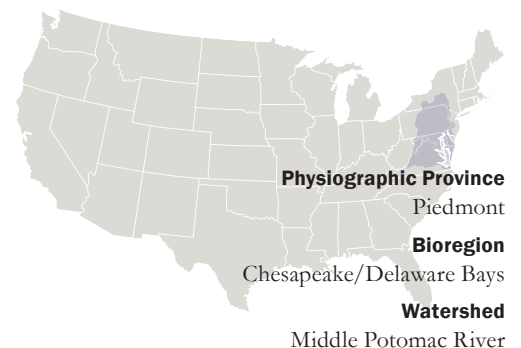 Physiographic Province
Piedmont
Bioregion
Chesapeake/Delaware Bays
Watershed
Middle Potomac River